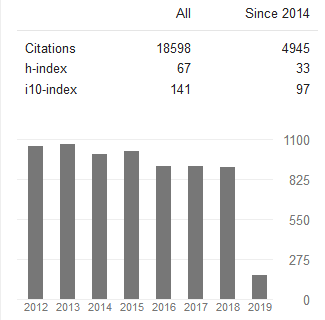 All Since 2014
Citations 18598 4945
h-index 67 33
i10-index 141 97
1100
825
550
275
0
2012 2013 2014 2015 2016 2017 2018 2019